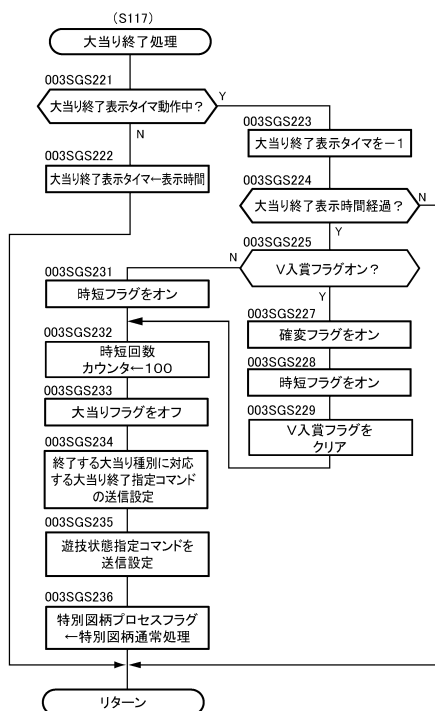 (S117)
大当り終了処理
003SGS221
大当り終了表示タイマ動作中?
Y
N
003SGS222
大当り終了表示タイマ←表示時間
003SGS223
大当り終了表示タイマを－1
003SGS224
大当り終了表示時間経過?
N
Y
003SGS225
V入賞フラグオン?
N
Y
003SGS227
確変フラグをオン
003SGS228
時短フラグをオン
003SGS229
V入賞フラグを
クリア
003SGS231
時短フラグをオン
003SGS232
時短回数
カウンタ←100
003SGS233
大当りフラグをオフ
003SGS234
終了する大当り種別に対応
する大当り終了指定コマンド
の送信設定
003SGS235
遊技状態指定コマンドを
送信設定
003SGS236
特別図柄プロセスフラグ
←特別図柄通常処理
リターン